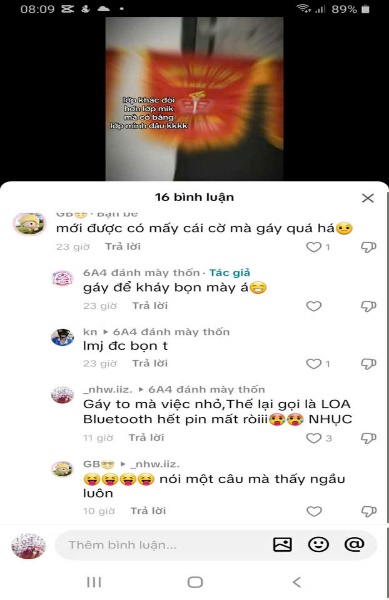 08:09
89%
lớp khác đội
hơn lớp mik
mà có bằng
lớp mình đâu kkkk
16 bình luận
GB · Bạn bè
mới được có mấy cái cờ mà gáy quá há
23 giờ Trả lời 1
6A4 đánh mày thốn · Tác giả
gáy để kháy bọn mày á
23 giờ Trả lời
kn ▸ 6A4 đánh mày thốn
lmj đc bọn t
23 giờ Trả lời 1
_nhw.iiz. ▸ 6A4 đánh mày thốn
Gáy to mà việc nhỏ,Thế lại gọi là LOA
Bluetooth hết pin mất ròiii NHỤC
11 giờ Trả lời 3
GB ▸ _nhw.iiz.
nói một câu mà thấy ngầu
luôn
10 giờ Trả lời
Thêm bình luận...